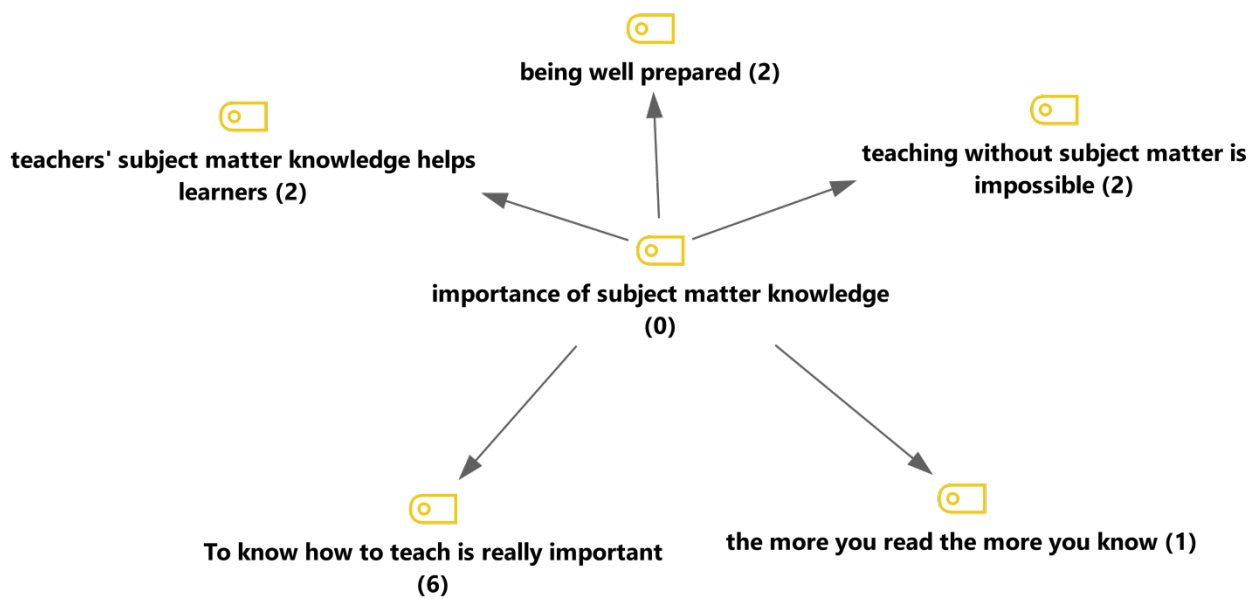 being well prepared (2)
teachers' subject matter knowledge helps
learners (2)
teaching without subject matter is
impossible (2)
importance of subject matter knowledge
(0)
To know how to teach is really important
(6)
the more you read the more you know (1)